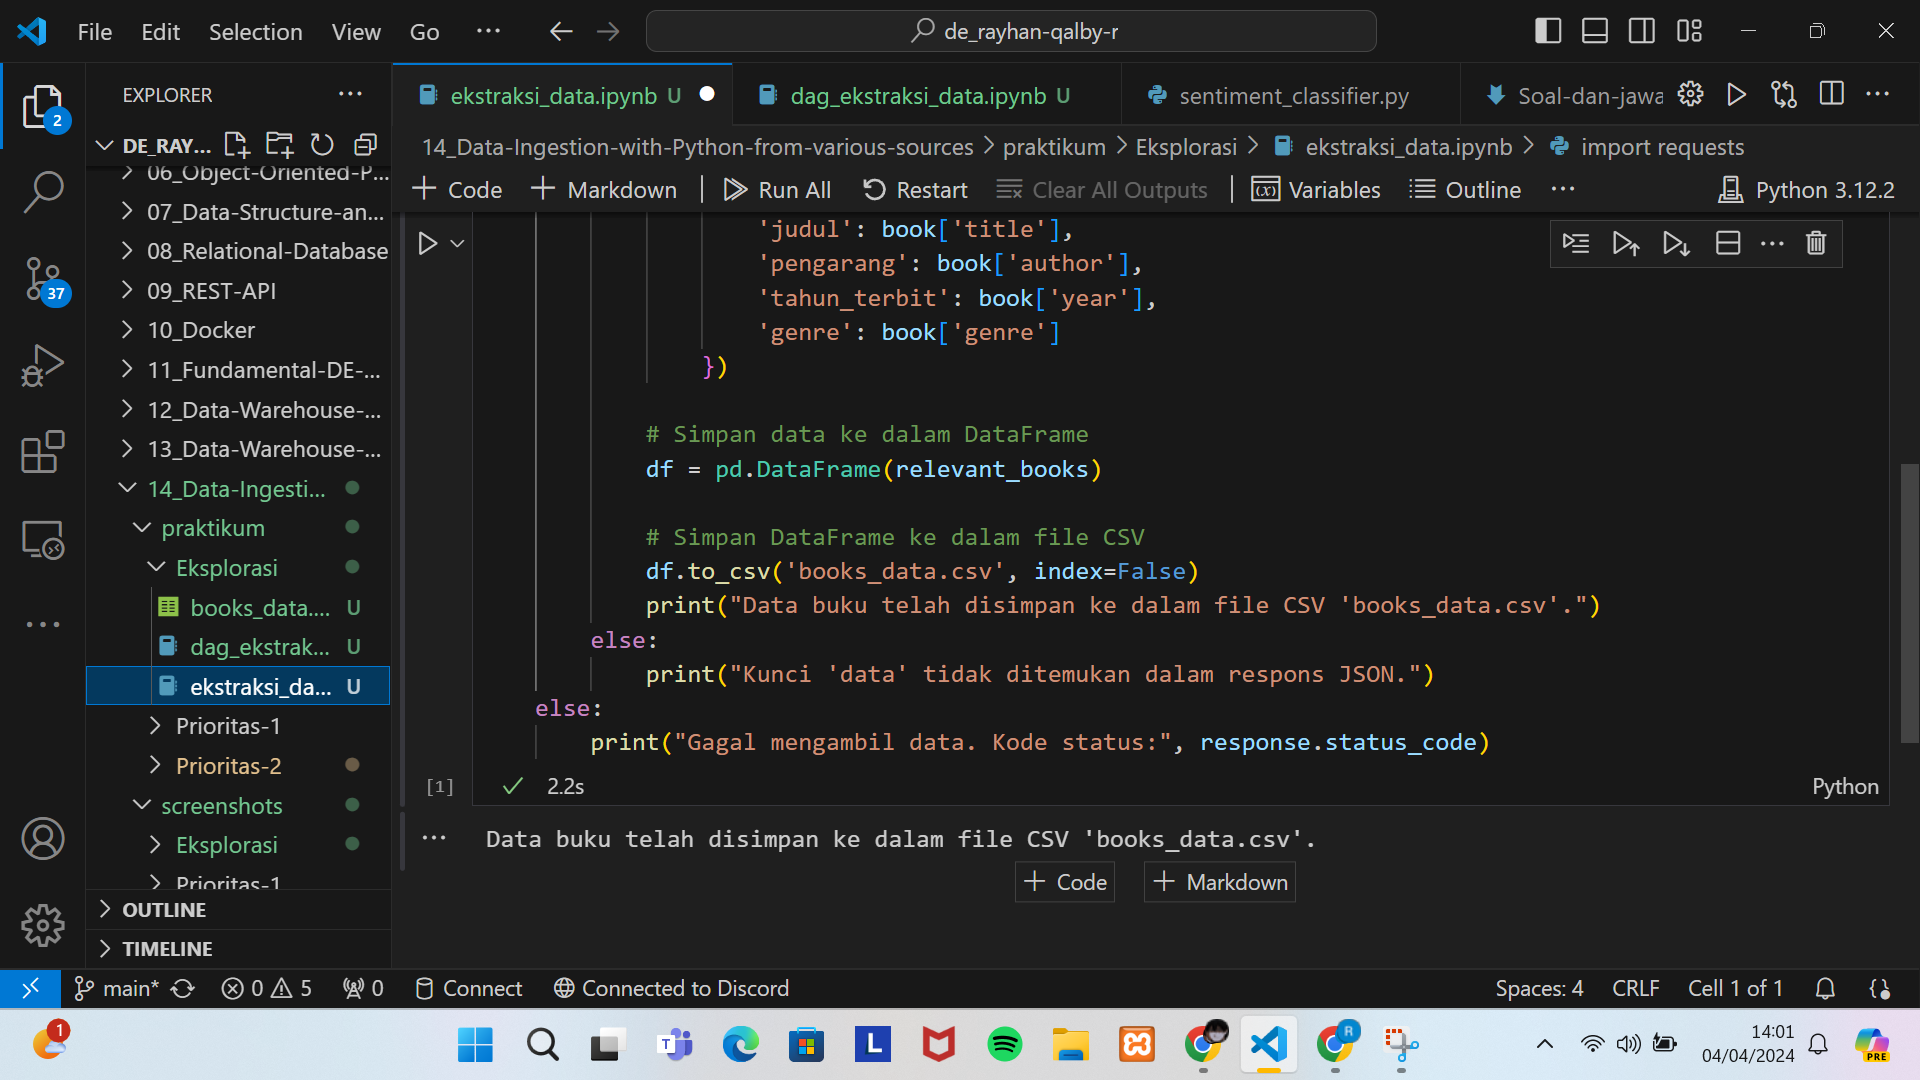 File Edit Selection View Go ··· de_rayhan-qalby-r
2
EXPLORER ···
ekstraksi_data.ipynb U
dag_ekstraksi_data.ipynb U
sentiment_classifier.py
Soal-dan-jawa
DE_RAY...
14_Data-Ingestion-with-Python-from-various-sources > praktikum > Eksplorasi > ekstraksi_data.ipynb > import requests
+ Code + Markdown | Run All Restart Clear All Outputs | Variables Outline ··· Python 3.12.2
06_Object-Oriented-P...
07_Data-Structure-an...
08_Relational-Database
09_REST-API
10_Docker
11_Fundamental-DE-...
12_Data-Warehouse-...
13_Data-Warehouse-...
14_Data-Ingesti...
praktikum
Eksplorasi
books_data.... U
dag_ekstrak... U
ekstraksi_da... U
Prioritas-1
Prioritas-2
screenshots
Eksplorasi
Prioritas-1
OUTLINE
TIMELINE
37
'judul': book['title'],
'pengarang': book['author'],
'tahun_terbit': book['year'],
'genre': book['genre']
})
# Simpan data ke dalam DataFrame
df = pd.DataFrame(relevant_books)
# Simpan DataFrame ke dalam file CSV
df.to_csv('books_data.csv', index=False)
print("Data buku telah disimpan ke dalam file CSV 'books_data.csv'.")
else:
print("Kunci 'data' tidak ditemukan dalam respons JSON.")
else:
print("Gagal mengambil data. Kode status:", response.status_code)
[1] 2.2s Python
··· Data buku telah disimpan ke dalam file CSV 'books_data.csv'.
+ Code + Markdown
main* 0 5 0 Connect Connected to Discord Spaces: 4 CRLF Cell 1 of 1
1
T
L
R
14:01
04/04/2024
PRE